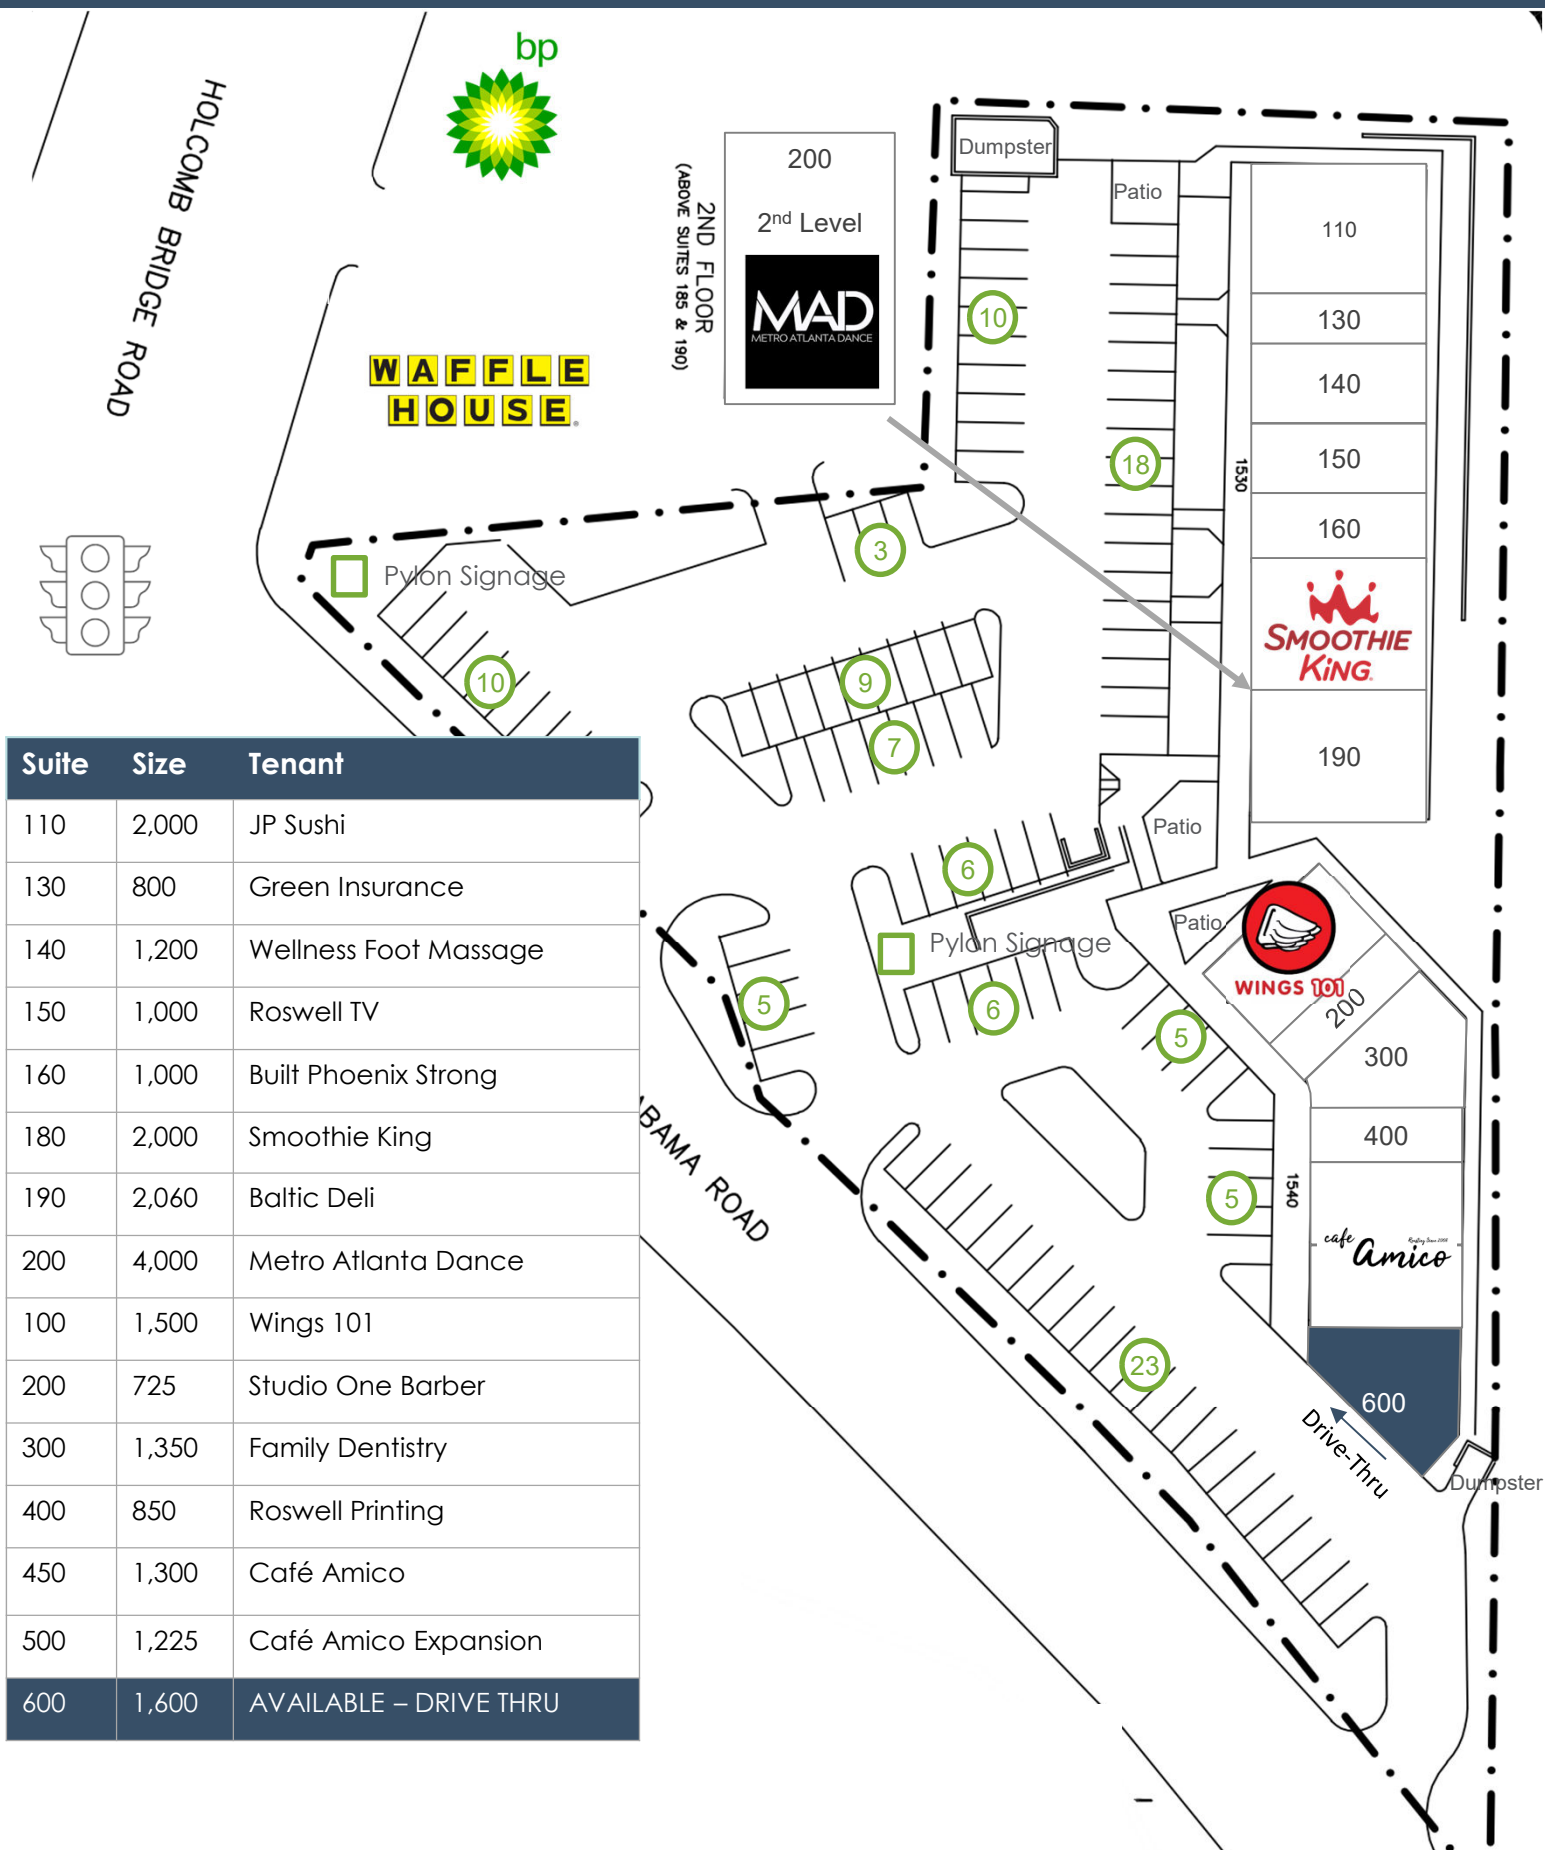 HOLCOMB BRIDGE ROAD
bp
WAFFLE
HOUSE
2ND FLOOR
(ABOVE SUITES 185 & 190)
200
2nd Level
MAD
METRO ATLANTA DANCE
Dumpster
Patio
110
130
140
150
160
SMOOTHIE
KING
190
1530
10
18
3
Pylon Signage
10
9
7
6
Patio
Patio
Pylon Signage
5
6
5
WINGS 101
200
300
400
5
1540
cafe
amico
23
600
Drive-Thru
Dumpster
BAMA ROAD
Suite Size Tenant
110 2,000 JP Sushi
130 800 Green Insurance
140 1,200 Wellness Foot Massage
150 1,000 Roswell TV
160 1,000 Built Phoenix Strong
180 2,000 Smoothie King
190 2,060 Baltic Deli
200 4,000 Metro Atlanta Dance
100 1,500 Wings 101
200 725 Studio One Barber
300 1,350 Family Dentistry
400 850 Roswell Printing
450 1,300 Café Amico
500 1,225 Café Amico Expansion
600 1,600 AVAILABLE – DRIVE THRU